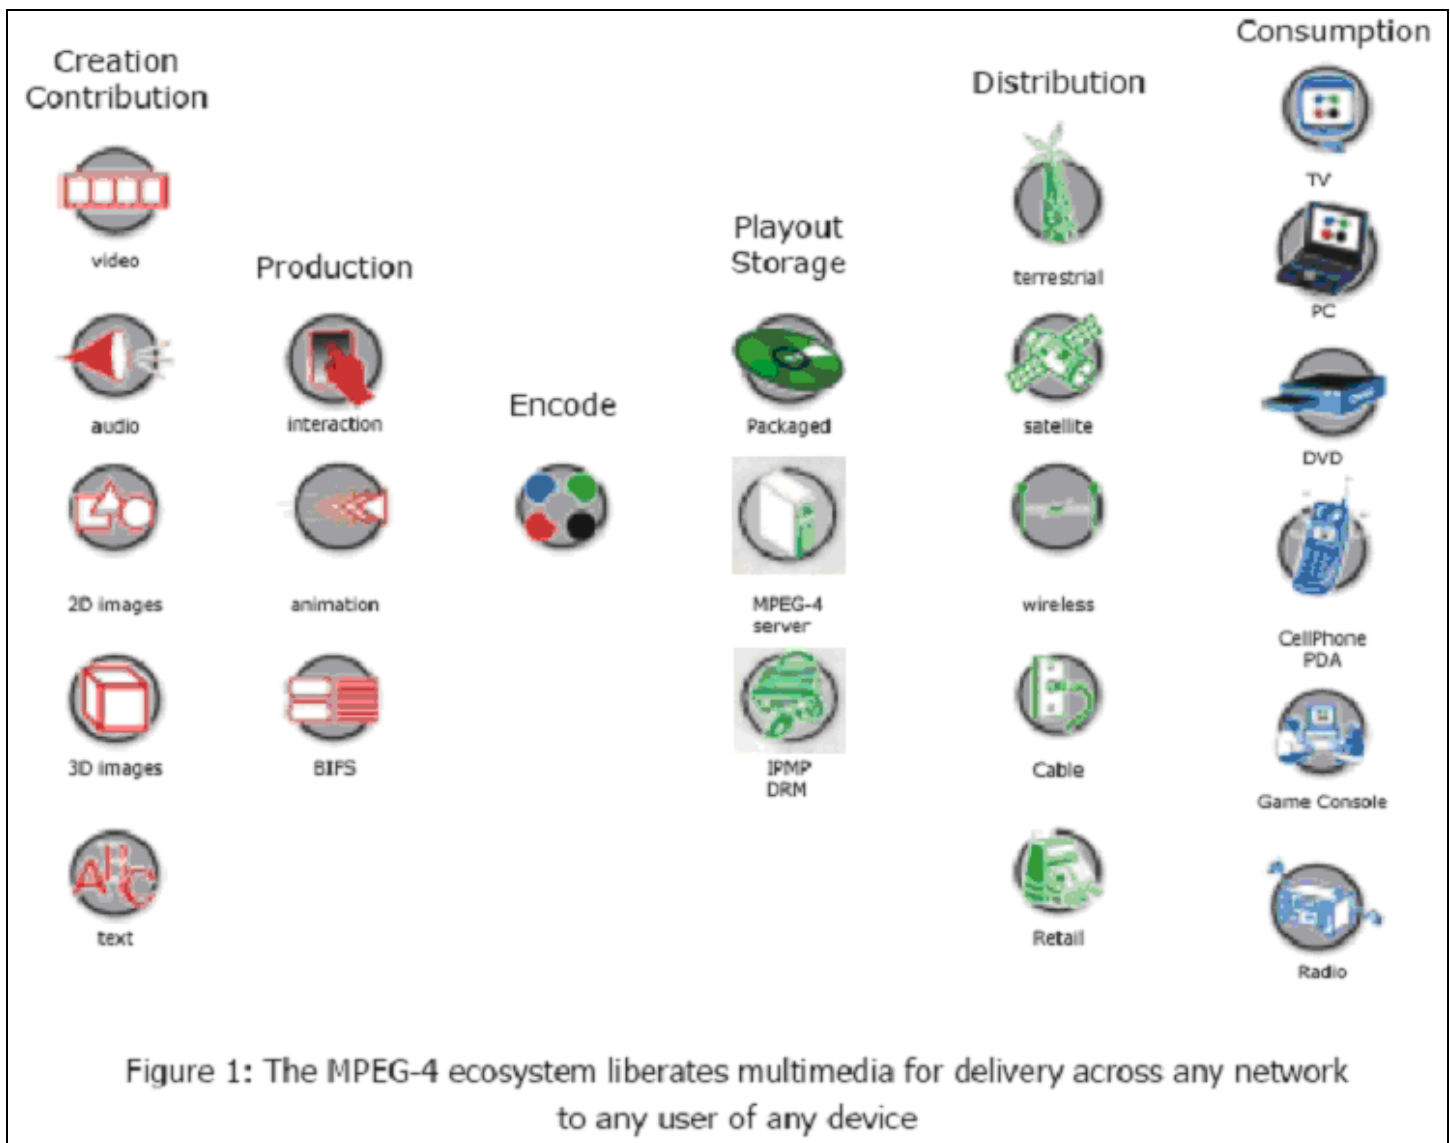 Creation
Contribution
video
audio
2D images
3D images
text
Production
interaction
animation
BIFS
Encode
Playout
Storage
Packaged
MPEG-4
server
IPMP
DRM
Distribution
terrestrial
satellite
wireless
Cable
Retail
Consumption
TV
PC
DVD
CellPhone
PDA
Game Console
Radio
Figure 1: The MPEG-4 ecosystem liberates multimedia for delivery across any network
to any user of any device